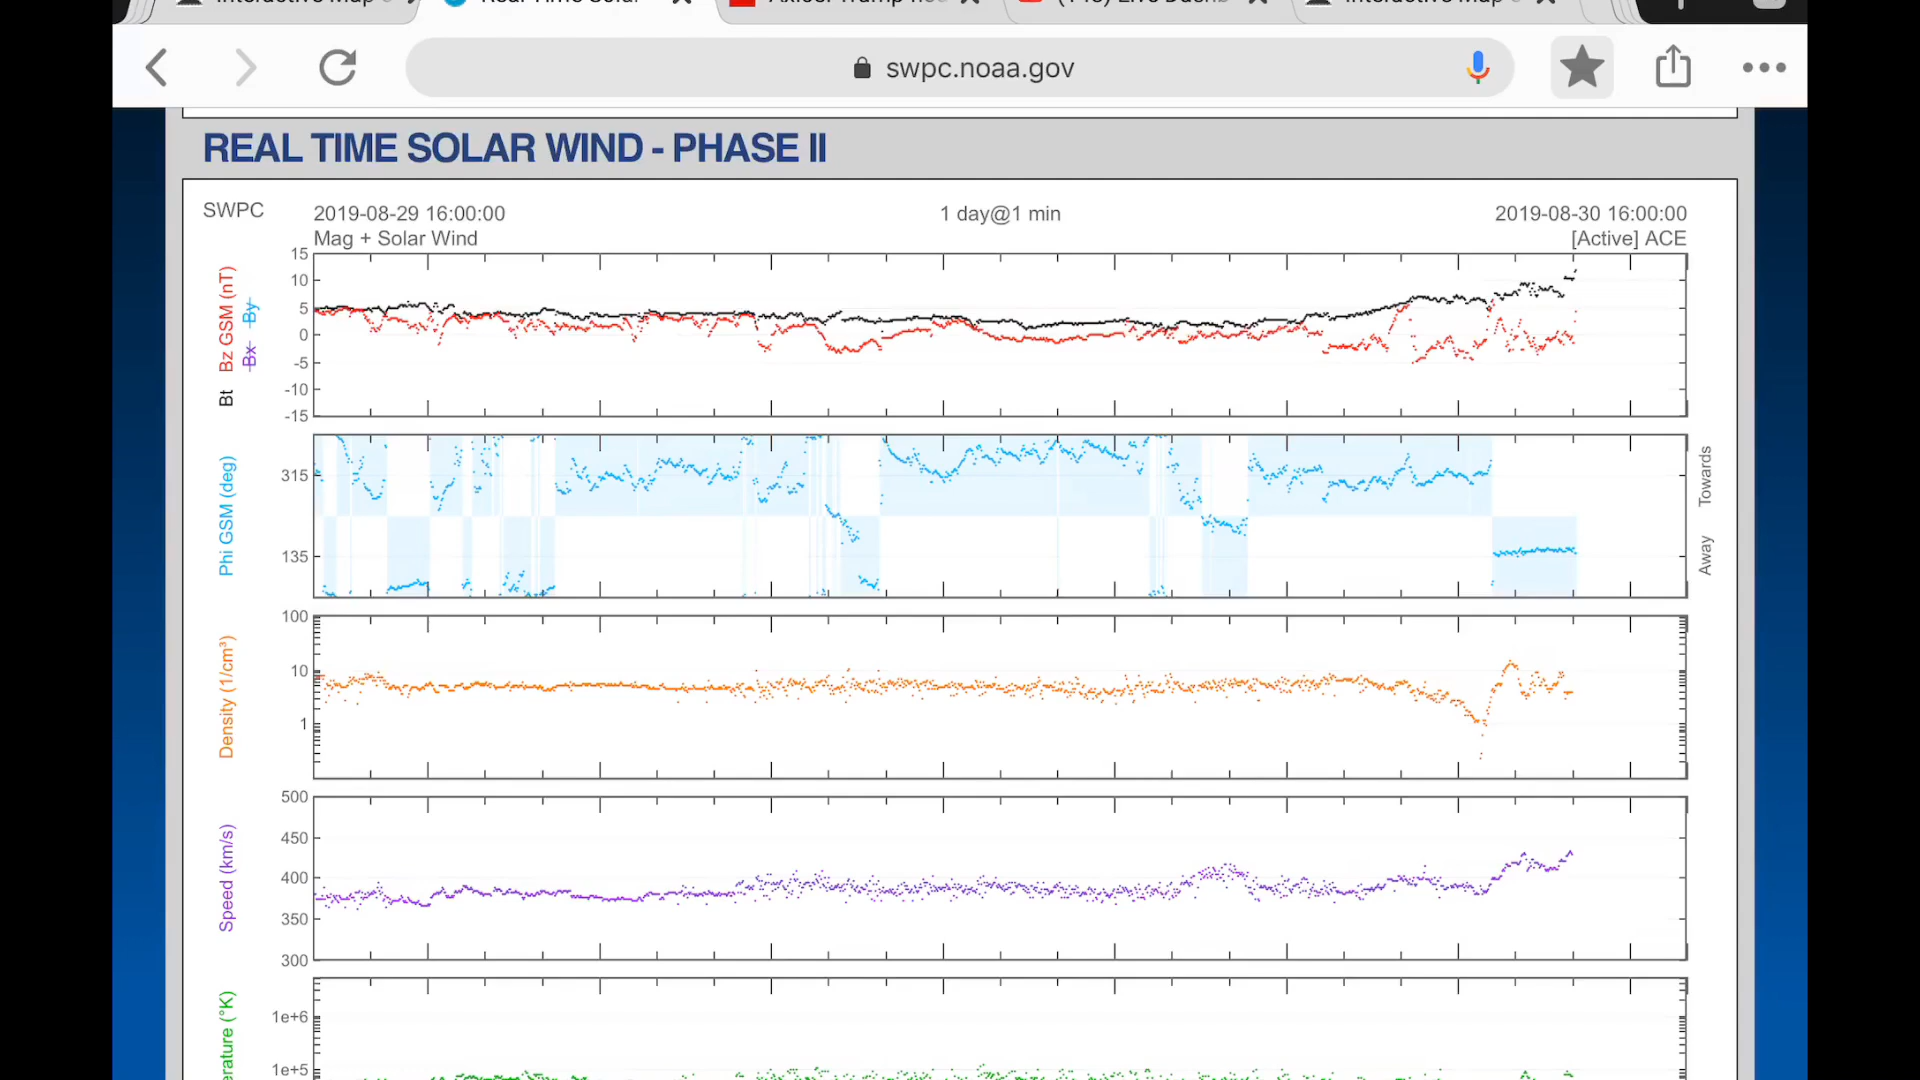 swpc.noaa.gov
REAL TIME SOLAR WIND - PHASE II
SWPC
2019-08-29 16:00:00
1 day@1 min
2019-08-30 16:00:00
Mag + Solar Wind
[Active] ACE
Bt Bz GSM (nT)
Bx By
15
10
5
0
-5
-10
-15
Phi GSM (deg)
315
135
Towards
Away
Density (1/cm³)
100
10
1
Speed (km/s)
500
450
400
350
300
erature (°K)
1e+6
1e+5